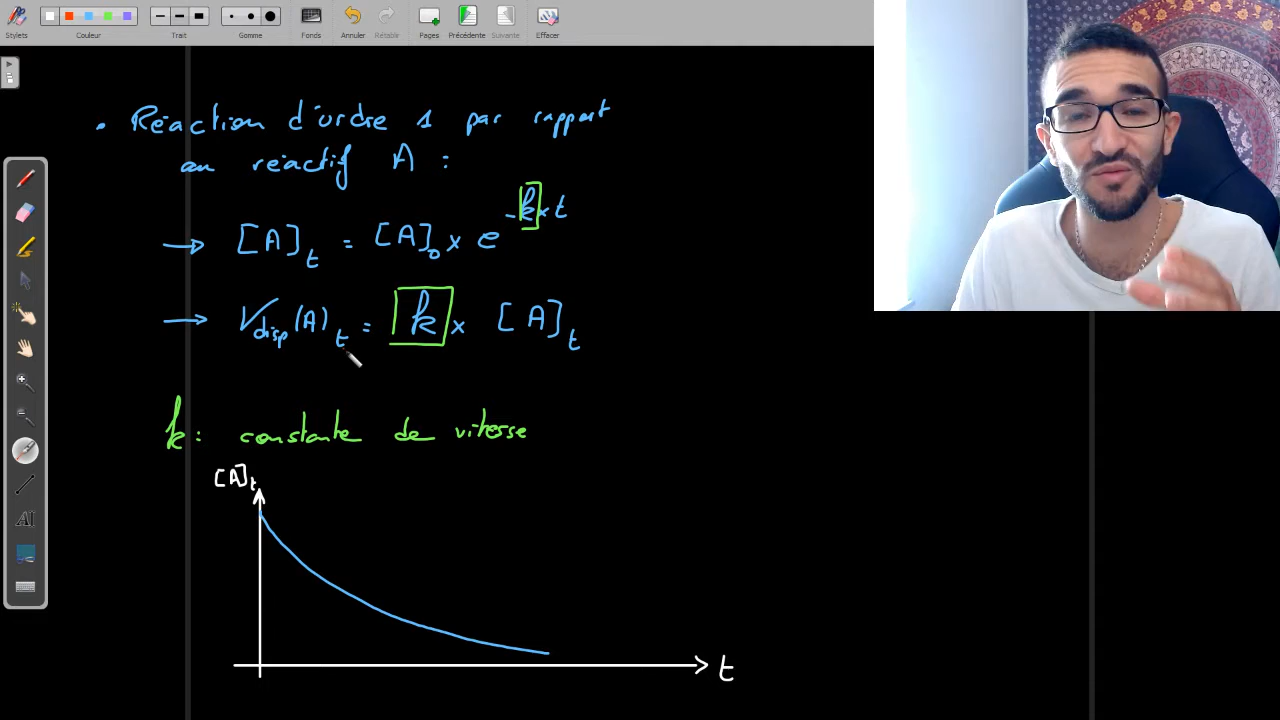 Stylets
Couleur
Trait
Gomme
Fonds
Annuler
Rétablir
Pages
Précédente
Suivante
Effacer
• Réaction d'ordre 1 par rapport
au réactif A :
→ [A]t = [A]0 × e^-k×t
→ Vdisp(A)t = k × [A]t
k : constante de vitesse
[A]t
t